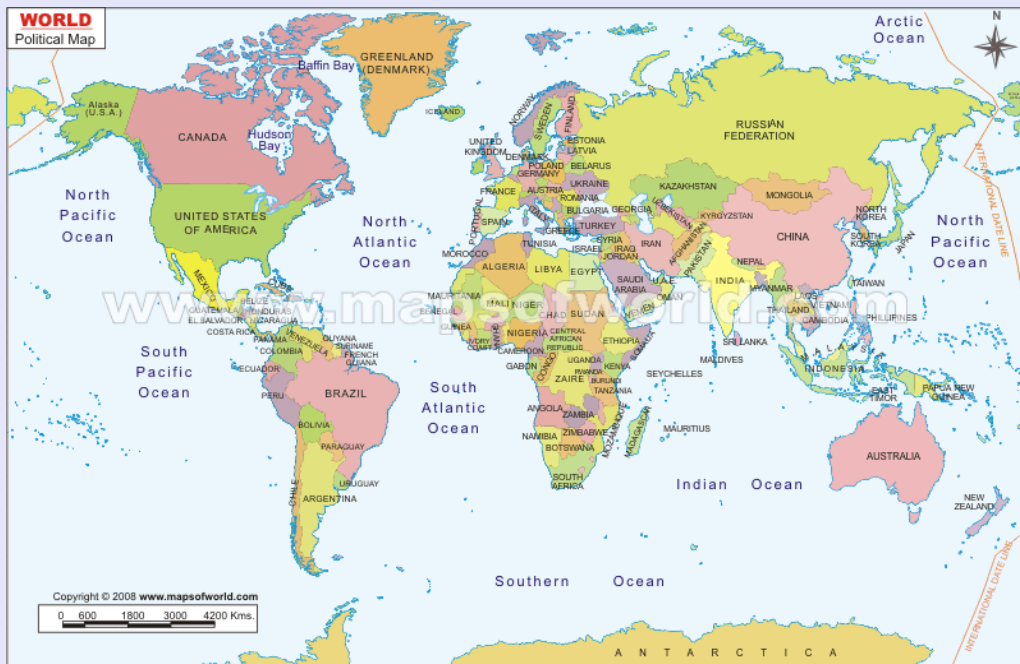 WORLD
Political Map
Arctic
Ocean
N
GREENLAND
(DENMARK)
Baffin Bay
Alaska
(U.S.A.)
ICELAND
CANADA
Hudson
Bay
NORWAY
SWEDEN
FINLAND
RUSSIAN
FEDERATION
UNITED
KINGDOM
ESTONIA
LATVIA
DENMARK
BELARUS
POLAND
GERMANY
INTERNATIONAL DATE LINE
North
Pacific
Ocean
UNITED STATES
OF AMERICA
North
Atlantic
Ocean
FRANCE
AUSTRIA
UKRAINE
ROMANIA
KAZAKHSTAN
MONGOLIA
PORTUGAL
SPAIN
ITALY
BULGARIA
GEORGIA
UZBEKISTAN
KYRGYZSTAN
NORTH
KOREA
North
Pacific
Ocean
GREECE
TURKEY
CHINA
SOUTH
KOREA
JAPAN
TUNISIA
SYRIA
ISRAEL
IRAQ
IRAN
JORDAN
AFGHANISTAN
PAKISTAN
MOROCCO
ALGERIA
LIBYA
EGYPT
NEPAL
MEXICO
CUBA
SAUDI
ARABIA
U.A.E.
OMAN
INDIA
MYANMAR
TAIWAN
www.mapsofworld.com
MAURITANIA
MALI
NIGER
CHAD
SUDAN
YEMEN
LAOS
VIETNAM
THAILAND
CAMBODIA
PHILIPPINES
BELIZE
GUATEMALA
HONDURAS
EL SALVADOR
NICARAGUA
COSTA RICA
PANAMA
SENEGAL
GUINEA
IVORY
COAST
GHANA
NIGERIA
CENTRAL
AFRICAN
REPUBLIC
ETHIOPIA
SOMALIA
SRI LANKA
MALDIVES
MALAYSIA
VENEZUELA
GUYANA
SURINAME
FRENCH
GUIANA
COLOMBIA
ECUADOR
CAMEROON
GABON
CONGO
UGANDA
KENYA
RWANDA
BURUNDI
ZAIRE
TANZANIA
SEYCHELLES
INDONESIA
EAST
TIMOR
PAPUA NEW
GUINEA
South
Pacific
Ocean
PERU
BRAZIL
South
Atlantic
Ocean
BOLIVIA
ANGOLA
ZAMBIA
MOZAMBIQUE
MADAGASCAR
MAURITIUS
PARAGUAY
NAMIBIA
ZIMBABWE
BOTSWANA
AUSTRALIA
CHILE
URUGUAY
ARGENTINA
SOUTH
AFRICA
Indian Ocean
NEW
ZEALAND
Southern Ocean
INTERNATIONAL DATE LINE
Copyright © 2008 www.mapsofworld.com
0 600 1800 3000 4200 Kms.
ANTARCTICA